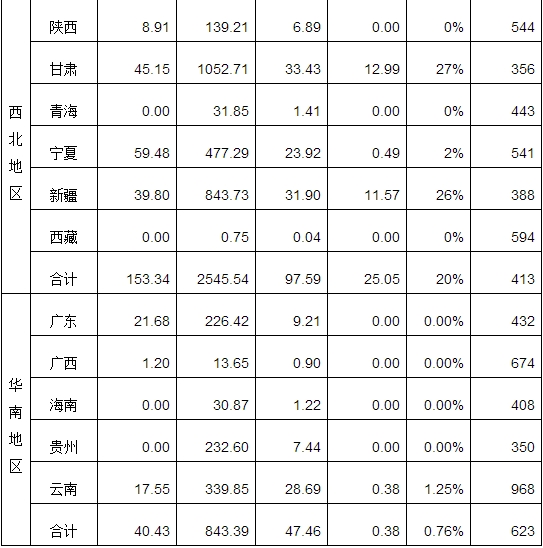 西北地区
陕西 8.91 139.21 6.89 0.00 0% 544
甘肃 45.15 1052.71 33.43 12.99 27% 356
青海 0.00 31.85 1.41 0.00 0% 443
宁夏 59.48 477.29 23.92 0.49 2% 541
新疆 39.80 843.73 31.90 11.57 26% 388
西藏 0.00 0.75 0.04 0.00 0% 594
合计 153.34 2545.54 97.59 25.05 20% 413
华南地区
广东 21.68 226.42 9.21 0.00 0.00% 432
广西 1.20 13.65 0.90 0.00 0.00% 674
海南 0.00 30.87 1.22 0.00 0.00% 408
贵州 0.00 232.60 7.44 0.00 0.00% 350
云南 17.55 339.85 28.69 0.38 1.25% 968
合计 40.43 843.39 47.46 0.38 0.76% 623